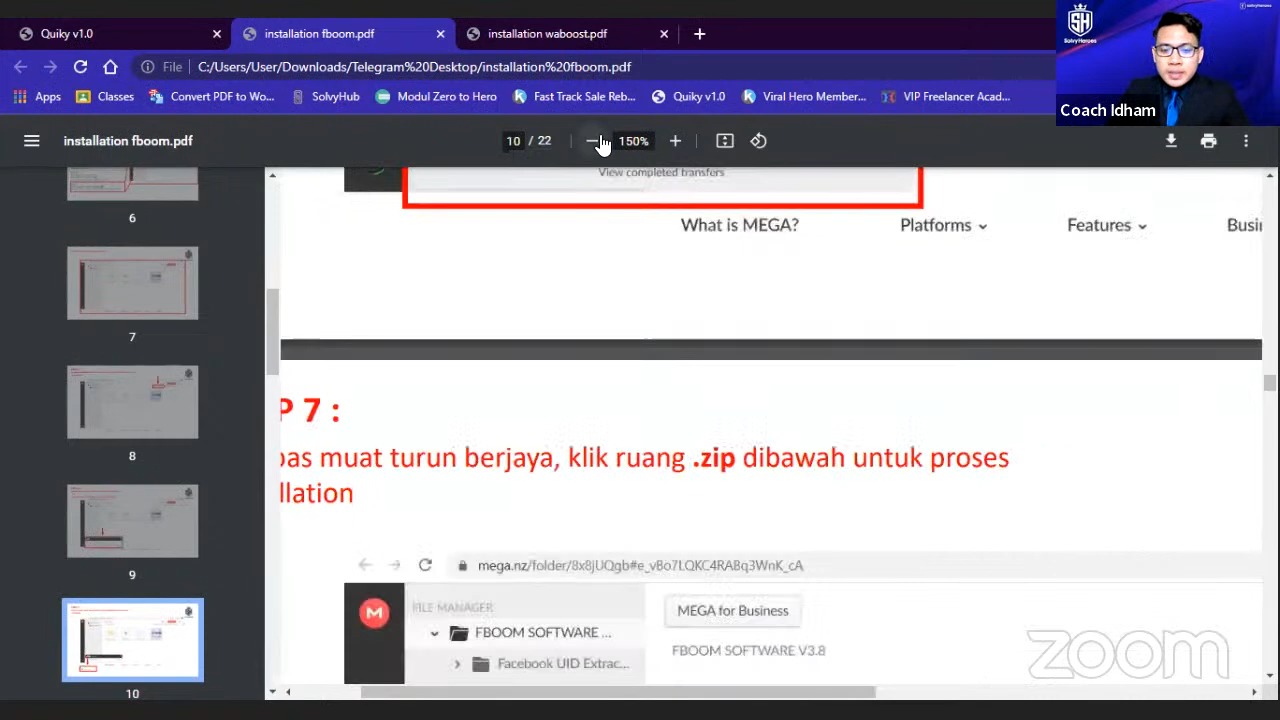 Quiky v1.0
installation fboom.pdf
installation waboost.pdf
SH
SolvyHeroes
solvyheroes
File
C:/Users/User/Downloads/Telegram%20Desktop/installation%20fboom.pdf
Apps
Classes
Convert PDF to Wo...
SolvyHub
Modul Zero to Hero
Fast Track Sale Reb...
Quiky v1.0
Viral Hero Member...
VIP Freelancer Acad...
Coach Idham
installation fboom.pdf
10 / 22
150%
View completed transfers
6
What is MEGA?
Platforms
Features
Busi
7
P 7 :
8
pas muat turun berjaya, klik ruang .zip dibawah untuk proses
llation
9
mega.nz/folder/8x8jUQgb#e_vBo7LQKC4RABq3WnK_cA
FILE MANAGER
MEGA for Business
M
FBOOM SOFTWARE ...
FBOOM SOFTWARE V3.8
Facebook UID Extrac...
10
zoom